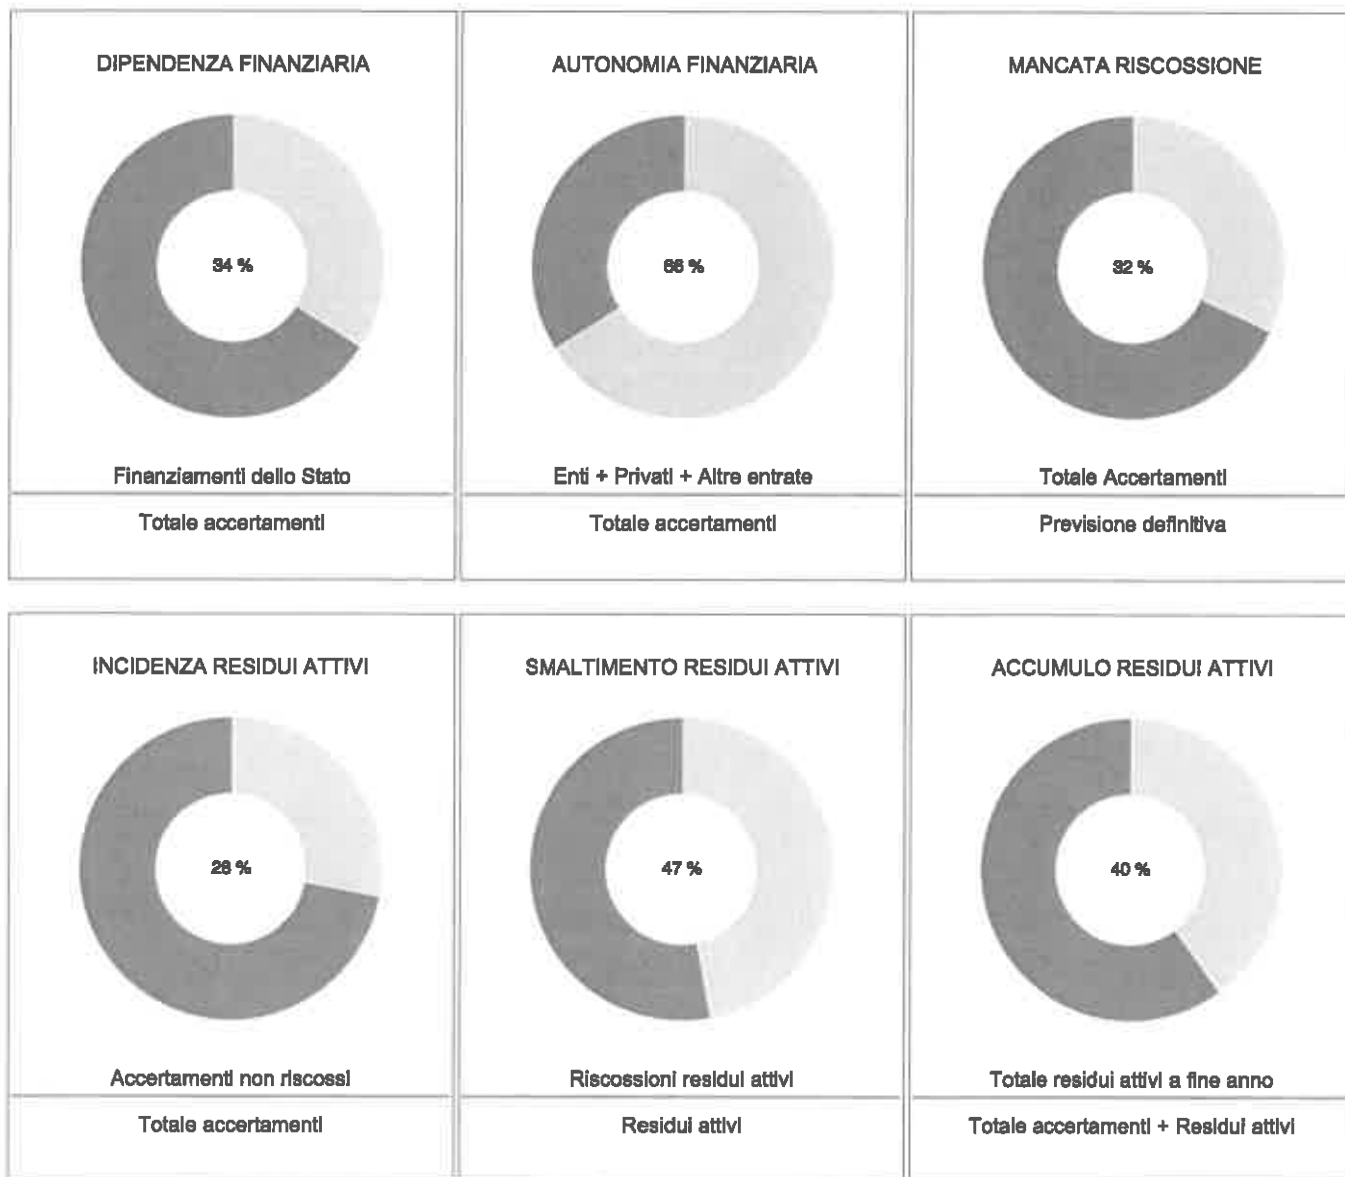 DIPENDENZA FINANZIARIA
34 %
Finanziamenti dello Stato
Totale accertamenti
AUTONOMIA FINANZIARIA
66 %
Enti + Privati + Altre entrate
Totale accertamenti
MANCATA RISCOSSIONE
32 %
Totale Accertamenti
Previsione definitiva
INCIDENZA RESIDUI ATTIVI
28 %
Accertamenti non riscossi
Totale accertamenti
SMALTIMENTO RESIDUI ATTIVI
47 %
Riscossioni residui attivi
Residui attivi
ACCUMULO RESIDUI ATTIVI
40 %
Totale residui attivi a fine anno
Totale accertamenti + Residui attivi